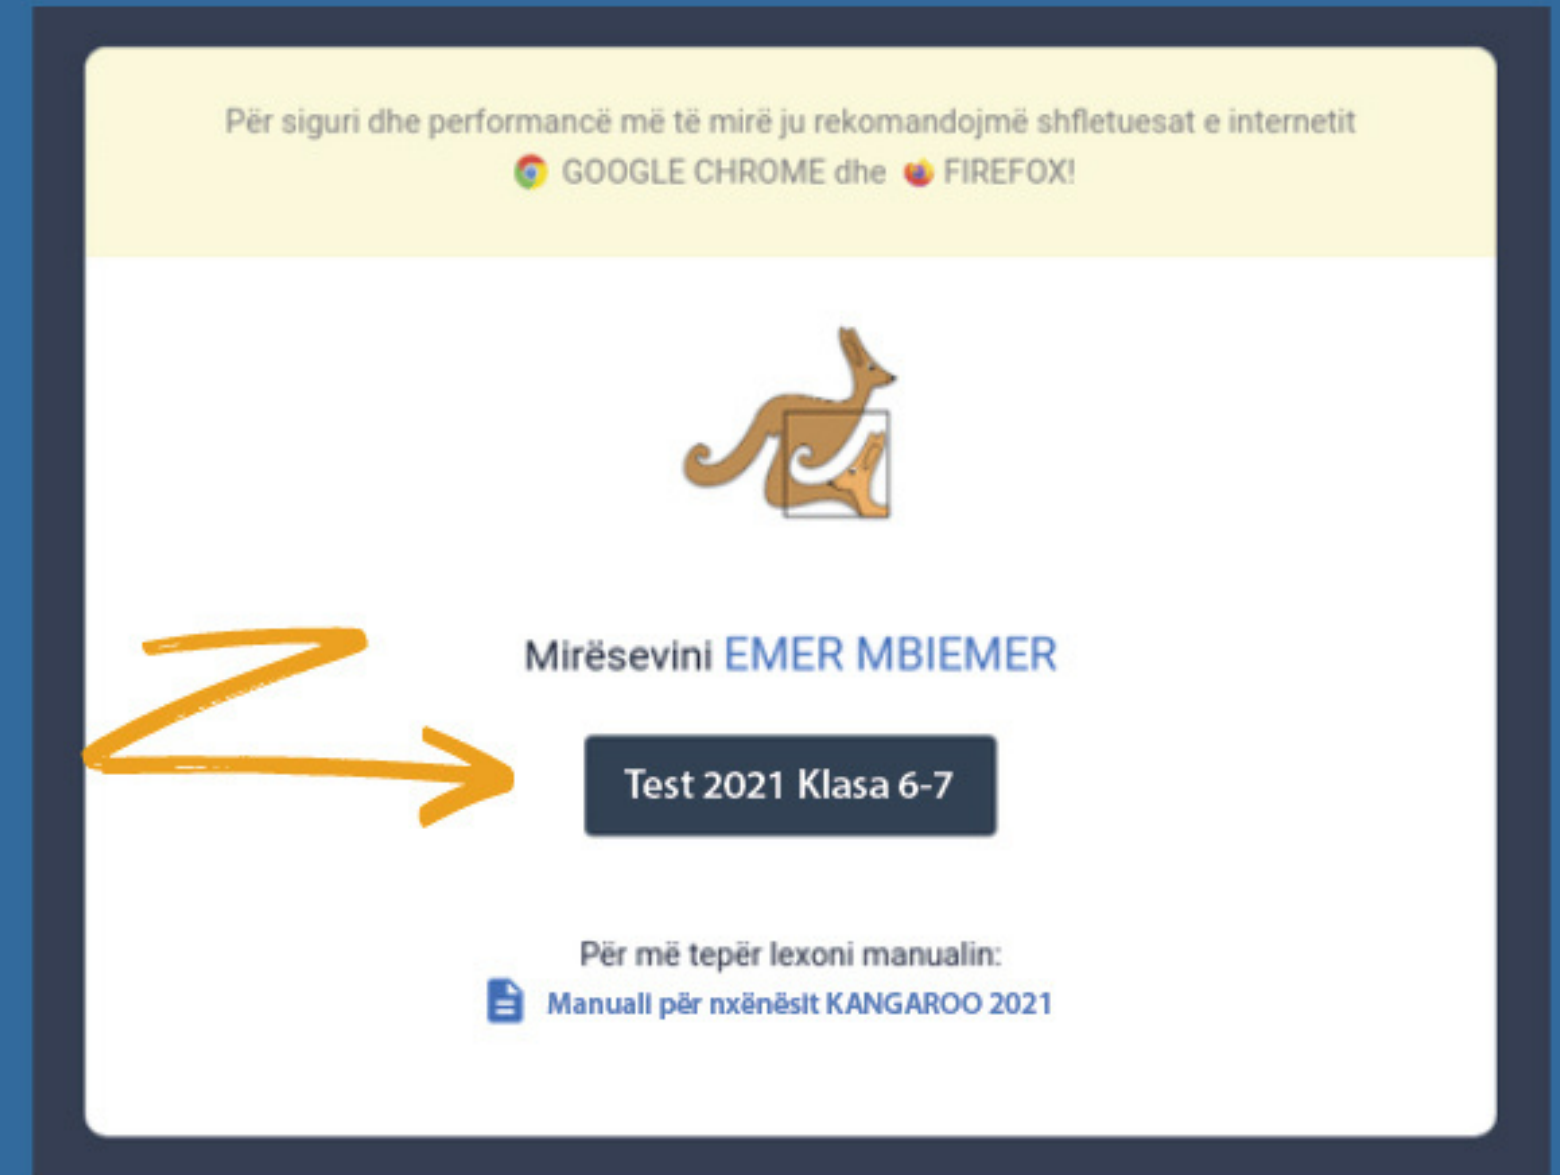 Për siguri dhe performancë më të mirë ju rekomandojmë shfletuesat e internetit
GOOGLE CHROME dhe FIREFOX!
Mirësevini EMER MBIEMER
Test 2021 Klasa 6-7
Për më tepër lexoni manualin:
Manuali për nxënësit KANGAROO 2021